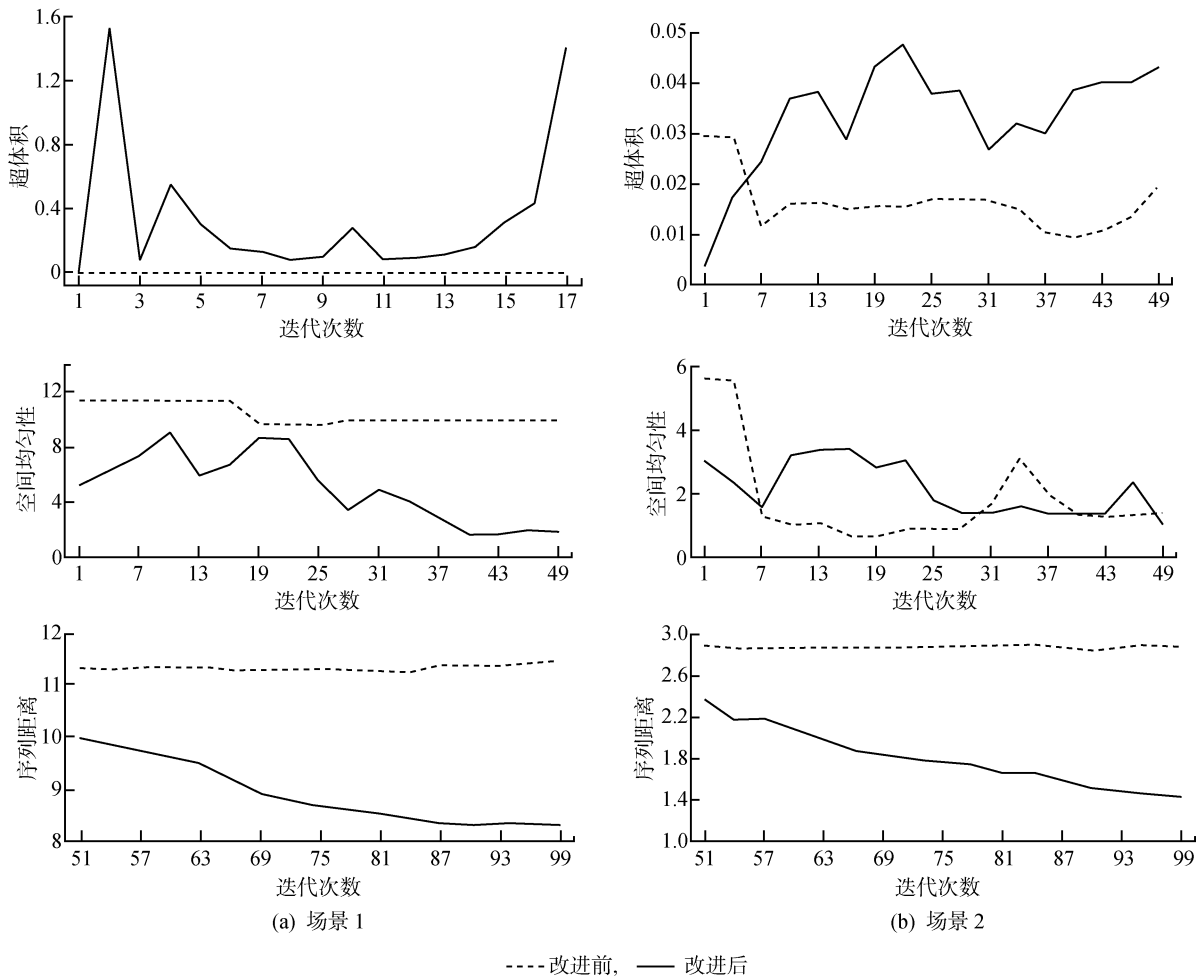 1.6
1.2
0.8
0.4
0
超体积
1 3 5 7 9 11 13 15 17
迭代次数
0.05
0.04
0.03
0.02
0.01
0
超体积
1 7 13 19 25 31 37 43 49
迭代次数
12
8
4
0
空间均匀性
1 7 13 19 25 31 37 43 49
迭代次数
6
4
2
0
空间均匀性
1 7 13 19 25 31 37 43 49
迭代次数
12
11
10
9
8
序列距离
51 57 63 69 75 81 87 93 99
迭代次数
(a) 场景 1
3.0
2.6
2.2
1.8
1.4
1.0
序列距离
51 57 63 69 75 81 87 93 99
迭代次数
(b) 场景 2
改进前, 改进后